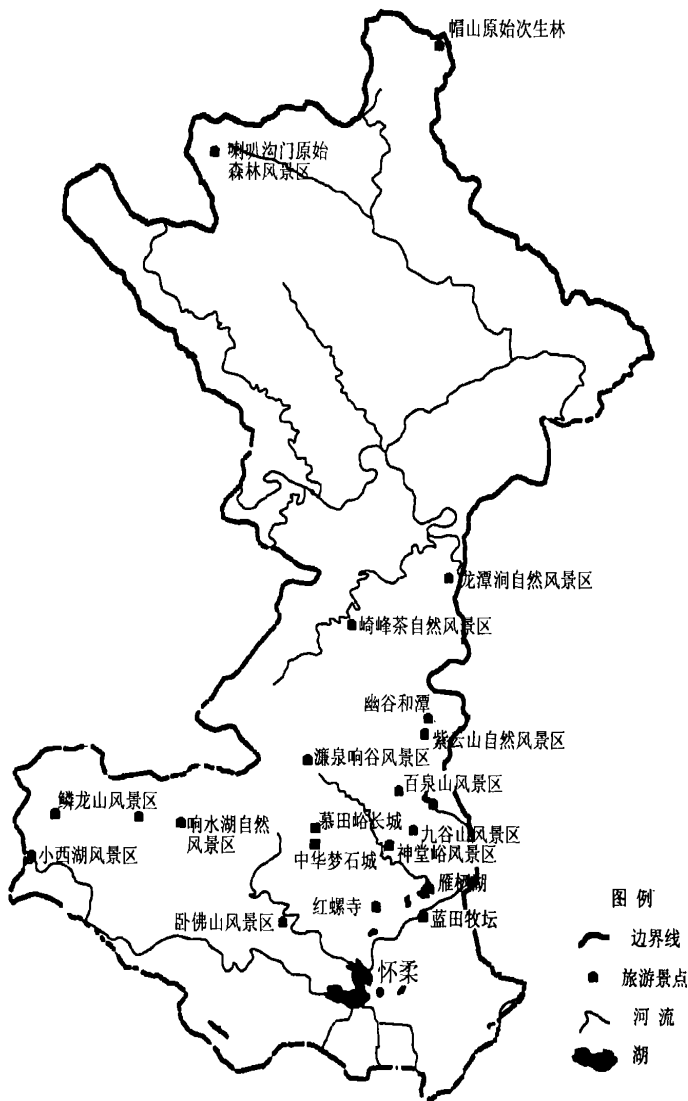 帽山原始次生林
喇叭沟门原始
森林风景区
龙潭涧自然风景区
崎峰茶自然风景区
幽谷和潭
紫云山自然风景区
濂泉响谷风景区
百泉山风景区
鳞龙山风景区
响水湖自然
风景区
慕田峪长城
九谷山风景区
小西湖风景区
中华梦石城
神堂峪风景区
雁栖湖
红螺寺
卧佛山风景区
蓝田牧坛
怀柔
图 例
边界线
旅游景点
河 流
湖